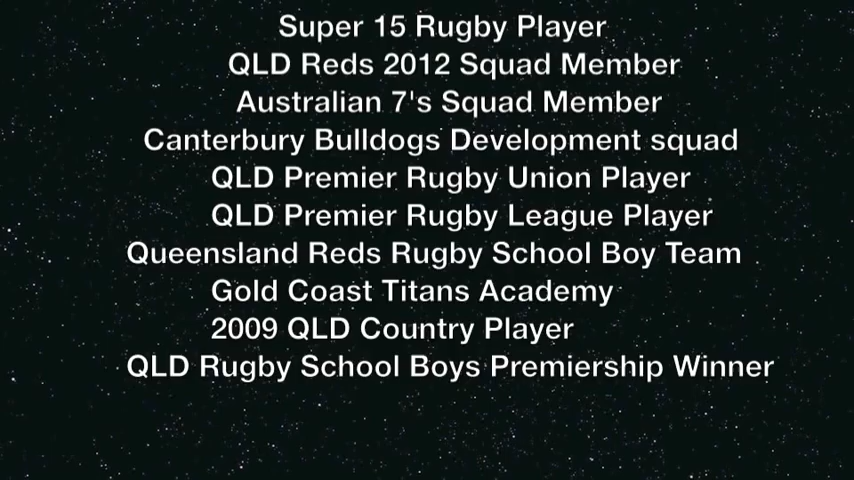 Super 15 Rugby Player
QLD Reds 2012 Squad Member
Australian 7's Squad Member
Canterbury Bulldogs Development squad
QLD Premier Rugby Union Player
QLD Premier Rugby League Player
Queensland Reds Rugby School Boy Team
Gold Coast Titans Academy
2009 QLD Country Player
QLD Rugby School Boys Premiership Winner